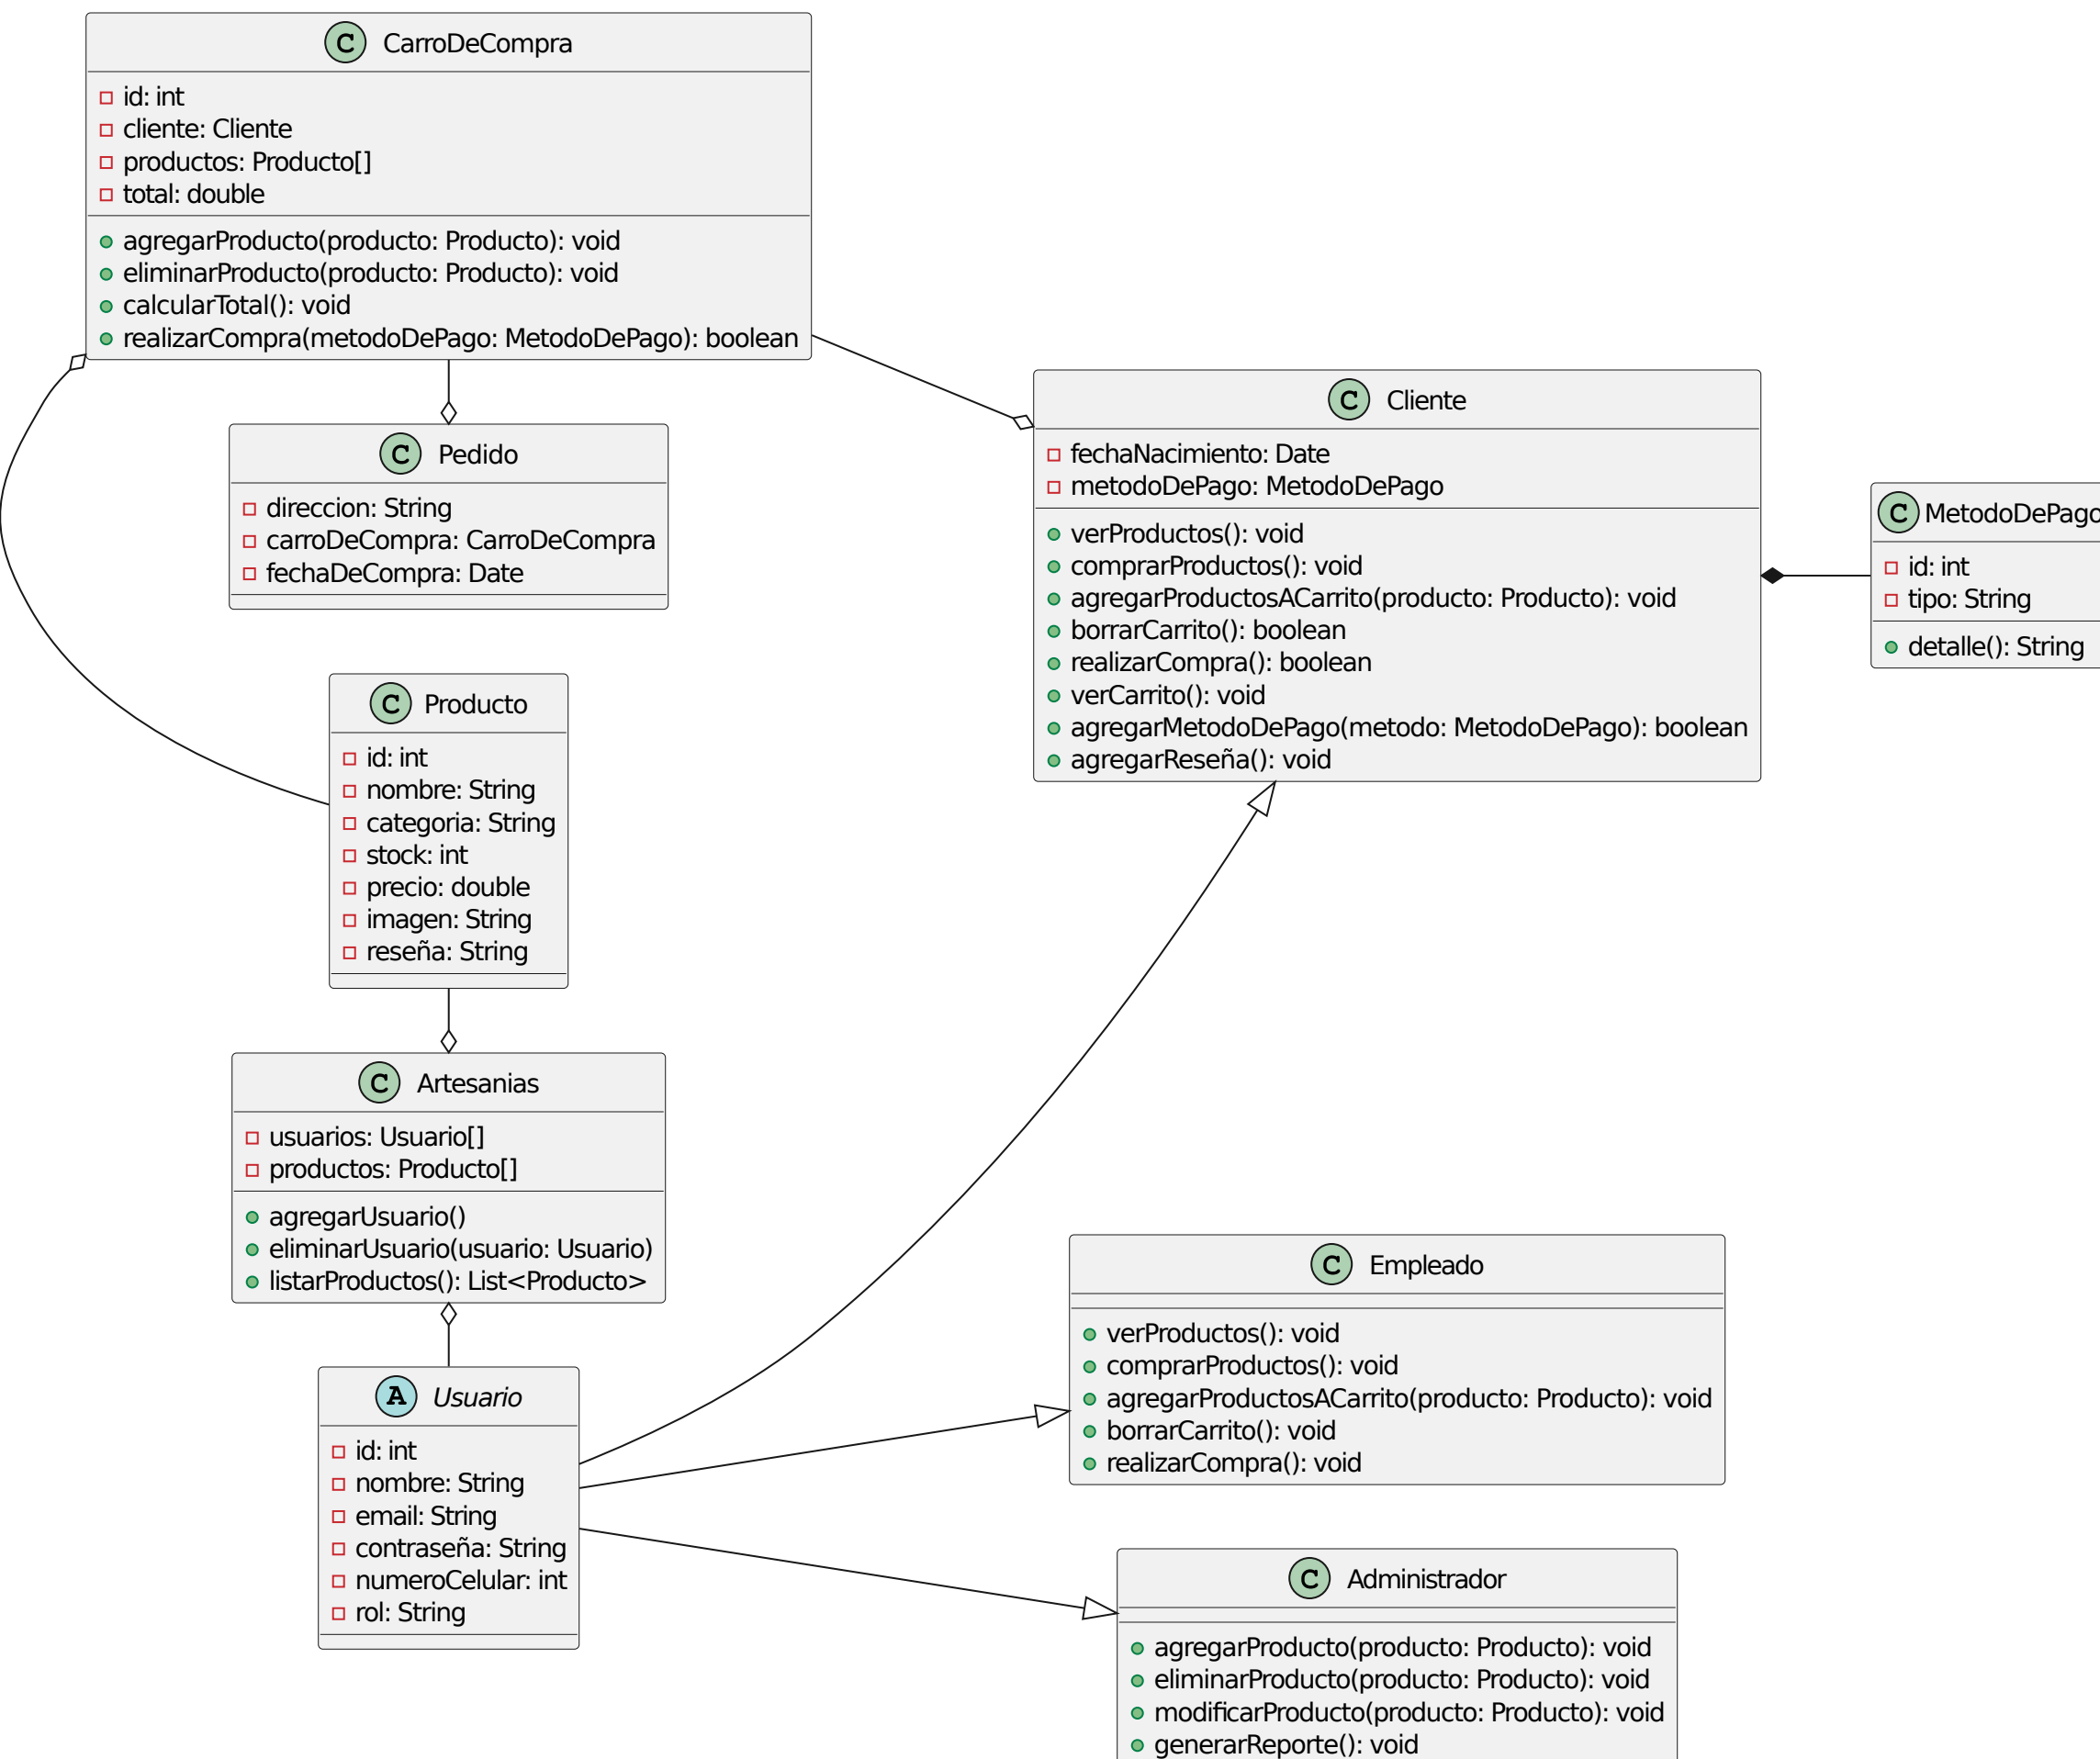 C CarroDeCompra
id: int
cliente: Cliente
productos: Producto[]
total: double
agregarProducto(producto: Producto): void
eliminarProducto(producto: Producto): void
calcularTotal(): void
realizarCompra(metodoDePago: MetodoDePago): boolean
C Pedido
direccion: String
carroDeCompra: CarroDeCompra
fechaDeCompra: Date
C Cliente
fechaNacimiento: Date
metodoDePago: MetodoDePago
verProductos(): void
comprarProductos(): void
agregarProductosACarrito(producto: Producto): void
borrarCarrito(): boolean
realizarCompra(): boolean
verCarrito(): void
agregarMetodoDePago(metodo: MetodoDePago): boolean
agregarReseña(): void
C MetodoDePago
id: int
tipo: String
detalle(): String
C Producto
id: int
nombre: String
categoria: String
stock: int
precio: double
imagen: String
reseña: String
C Artesanias
usuarios: Usuario[]
productos: Producto[]
agregarUsuario()
eliminarUsuario(usuario: Usuario)
listarProductos(): List<Producto>
A Usuario
id: int
nombre: String
email: String
contraseña: String
numeroCelular: int
rol: String
C Empleado
verProductos(): void
comprarProductos(): void
agregarProductosACarrito(producto: Producto): void
borrarCarrito(): void
realizarCompra(): void
C Administrador
agregarProducto(producto: Producto): void
eliminarProducto(producto: Producto): void
modificarProducto(producto: Producto): void
generarReporte(): void